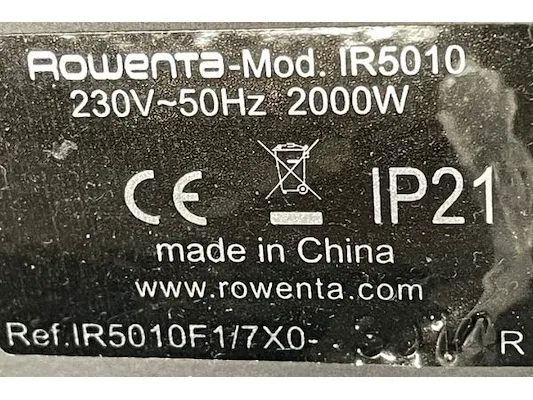 Rowenta-Mod. IR5010
230V~50Hz 2000W
CE IP21
made in China
www.rowenta.com
Ref.IR5010F1/7X0- R